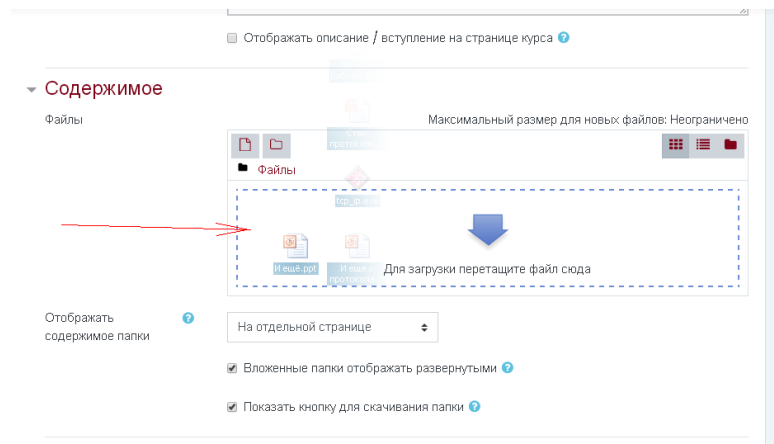 Отображать описание / вступление на странице курса
Содержимое
Файлы
Максимальный размер для новых файлов: Неограничено
Файлы
tcp_ip
И ещё.ppt
И ещё
протокол
Для загрузки перетащите файл сюда
Отображать
содержимое папки
На отдельной странице
Вложенные папки отображать развернутыми
Показать кнопку для скачивания папки